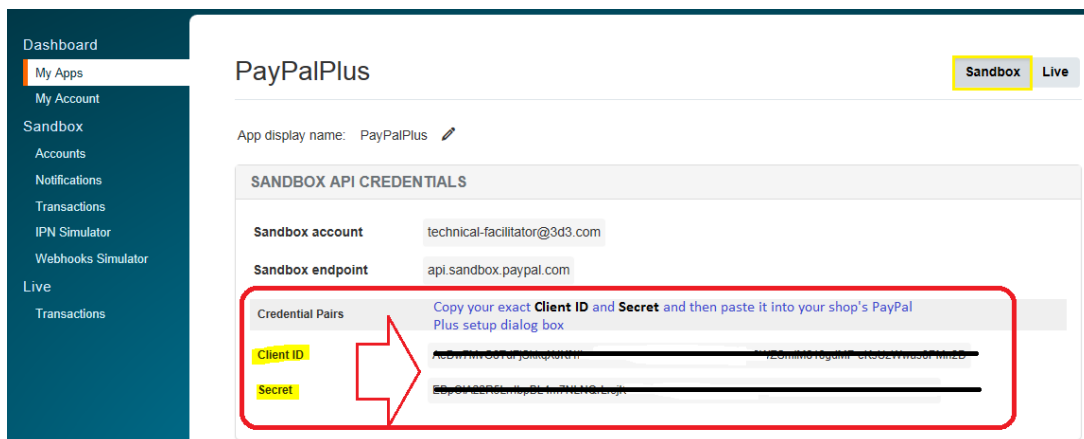 Dashboard
My Apps
My Account
Sandbox
Accounts
Notifications
Transactions
IPN Simulator
Webhooks Simulator
Live
Transactions
PayPalPlus
Sandbox Live
App display name: PayPalPlus
SANDBOX API CREDENTIALS
Sandbox account technical-facilitator@3d3.com
Sandbox endpoint api.sandbox.paypal.com
Credential Pairs
Copy your exact Client ID and Secret and then paste it into your shop's PayPal
Plus setup dialog box
Client ID
Secret